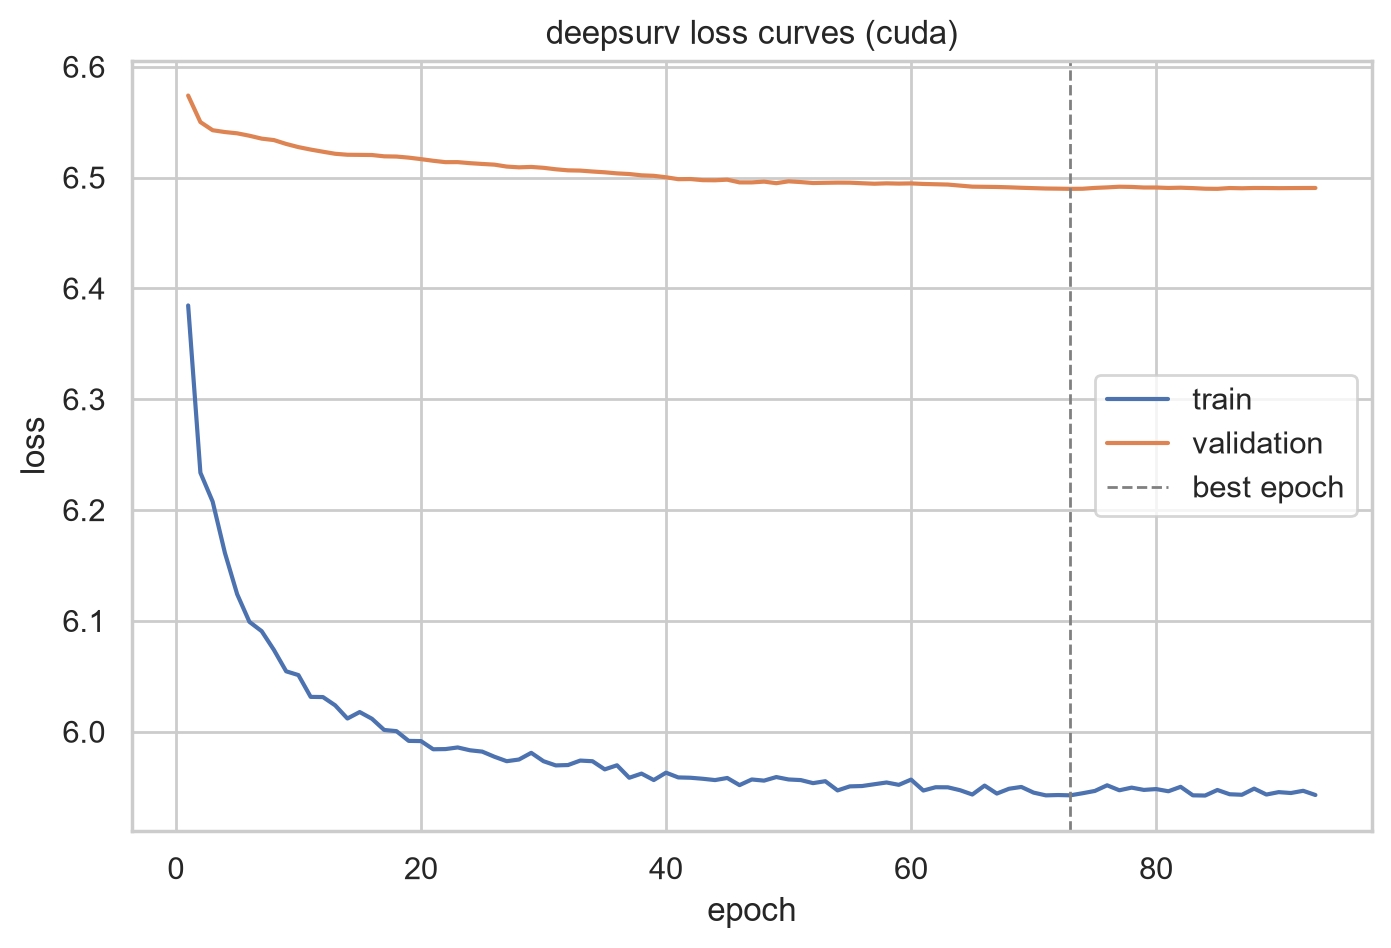 deepsurv loss curves (cuda)
6.6
6.5
6.4
6.3
6.2
6.1
6.0
loss
train
validation
best epoch
0 20 40 60 80
epoch